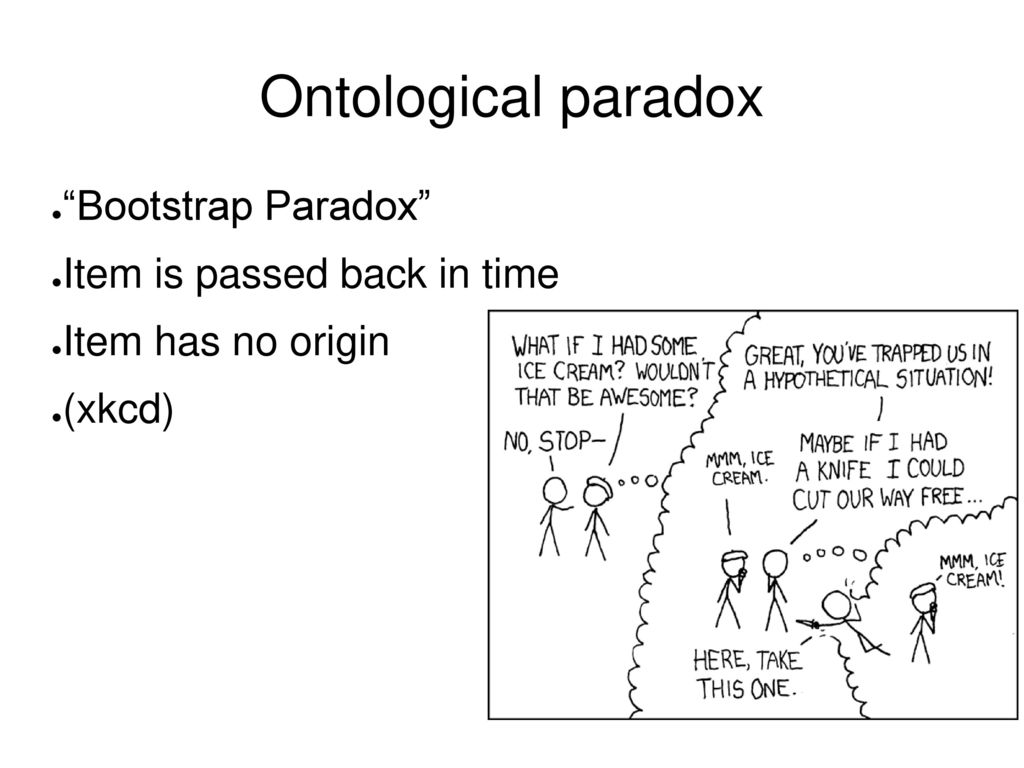 Ontological paradox
●“Bootstrap Paradox”
●Item is passed back in time
●Item has no origin
●(xkcd)
WHAT IF I HAD SOME
ICE CREAM? WOULDN'T
THAT BE AWESOME?
NO, STOP–
GREAT, YOU'VE TRAPPED US IN
A HYPOTHETICAL SITUATION!
MMM, ICE
CREAM.
MAYBE IF I HAD
A KNIFE I COULD
CUT OUR WAY FREE...
MMM, ICE
CREAM!
HERE, TAKE
THIS ONE.